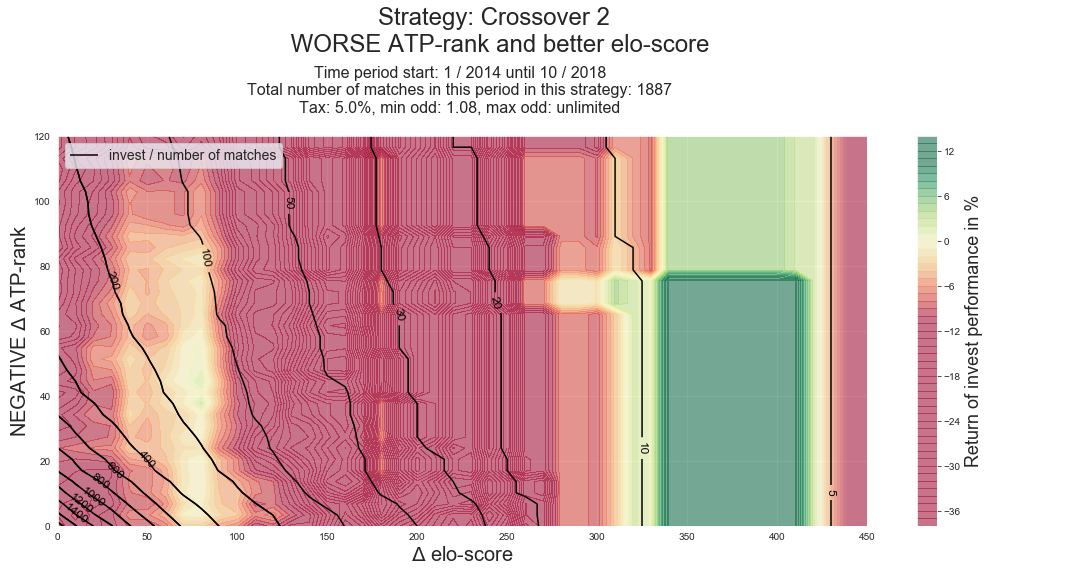 Strategy: Crossover 2
WORSE ATP-rank and better elo-score
Time period start: 1 / 2014 until 10 / 2018
Total number of matches in this period in this strategy: 1887
Tax: 5.0%, min odd: 1.08, max odd: unlimited
invest / number of matches
NEGATIVE Δ ATP-rank
120
100
80
60
40
20
0
0 50 100 150 200 250 300 350 400 450
Δ elo-score
200
100
50
30
20
10
5
400
600
800
1000
1200
1400
12
6
0
−6
−12
−18
−24
−30
−36
Return of invest performance in %